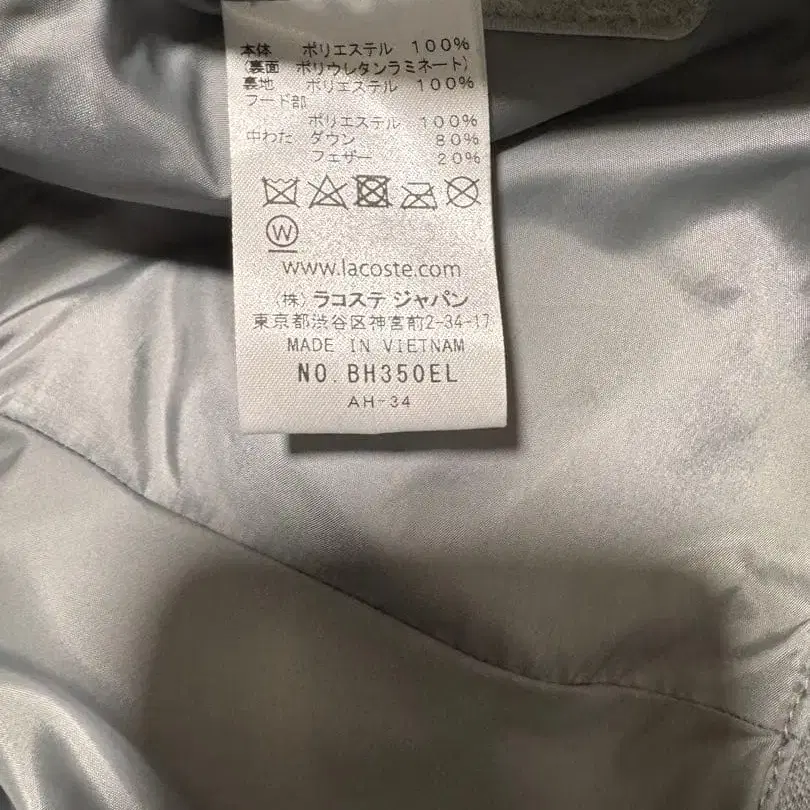 本体 ポリエステル 100%
(裏面 ポリウレタンラミネート)
裏地 ポリエステル 100%
フード部
ポリエステル 100%
中わた ダウン 80%
フェザー 20%
W
www.lacoste.com
(株) ラコステ ジャパン
東京都渋谷区神宮前2-34-17
MADE IN VIETNAM
NO. BH350EL
AH-34